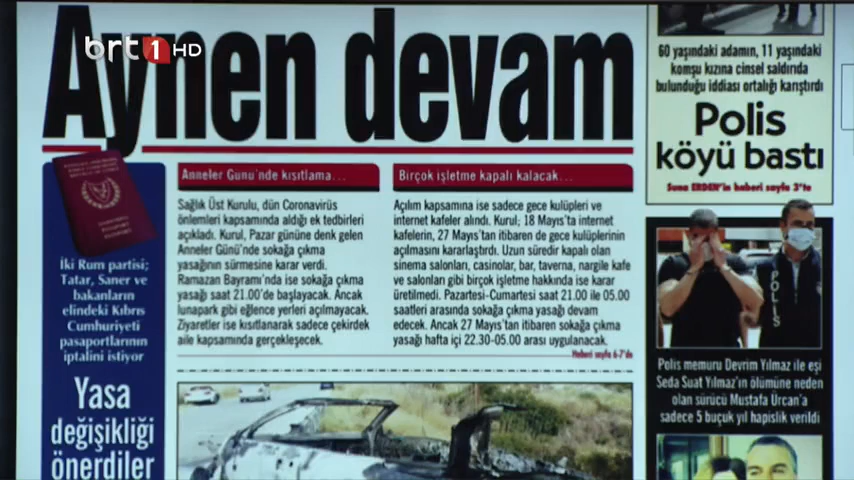 brt 1 HD
Aynen devam
60 yaşındaki adamın, 11 yaşındaki
komşu kızına cinsel saldırıda
bulunduğu iddiası ortalığı karıştırdı
Polis
köyü bastı
Suna ERDEN'in haberi sayfa 3'te
Anneler Günü'nde kısıtlama...
Sağlık Üst Kurulu, dün Coronavirüs
önlemleri kapsamında aldığı ek tedbirleri
açıkladı. Kurul, Pazar gününe denk gelen
Anneler Günü'nde sokağa çıkma
yasağının sürmesine karar verdi.
Ramazan Bayramı'nda ise sokağa çıkma
yasağı saat 21.00'de başlayacak. Ancak
lunapark gibi eğlence yerleri açılmayacak.
Ziyaretler ise kısıtlanarak sadece çekirdek
aile kapsamında gerçekleşecek.
Birçok işletme kapalı kalacak...
Açılım kapsamına ise sadece gece kulüpleri ve
internet kafeler alındı. Kurul; 18 Mayıs'ta internet
kafelerin, 27 Mayıs'tan itibaren de gece kulüplerinin
açılmasını kararlaştırdı. Uzun süredir kapalı olan
sinema salonları, casinolar, bar, taverna, nargile kafe
ve salonları gibi birçok işletme hakkında ise karar
üretilmedi. Pazartesi-Cumartesi saat 21.00 ile 05.00
saatleri arasında sokağa çıkma yasağı devam
edecek. Ancak 27 Mayıs'tan itibaren sokağa çıkma
yasağı hafta içi 22.30-05.00 arası uygulanacak.
Haberi sayfa 6-7'de
İki Rum partisi;
Tatar, Saner ve
bakanların
elindeki Kıbrıs
Cumhuriyeti
pasaportlarının
iptalini istiyor
Yasa
değişikliği
önerdiler
POLİS
Polis memuru Devrim Yılmaz ile eşi
Seda Suat Yılmaz'ın ölümüne neden
olan sürücü Mustafa Urcan'a
sadece 5 buçuk yıl hapislik verildi